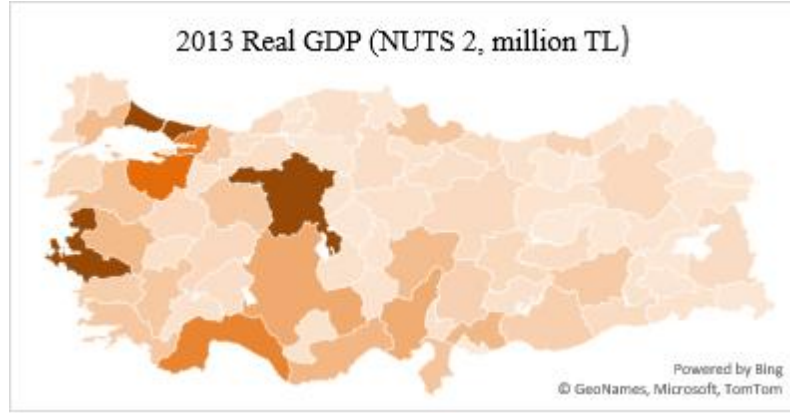 2013 Real GDP (NUTS 2, million TL)
Powered by Bing
© GeoNames, Microsoft, TomTom